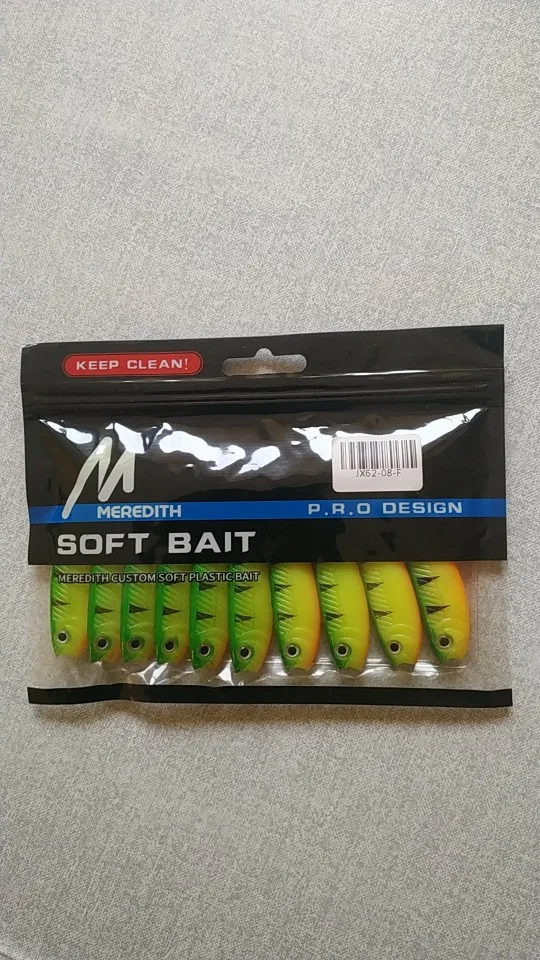 KEEP CLEAN!
M
MEREDITH
P.R.O DESIGN
JX62-08-F
SOFT BAIT
MEREDITH CUSTOM SOFT PLASTIC BAIT